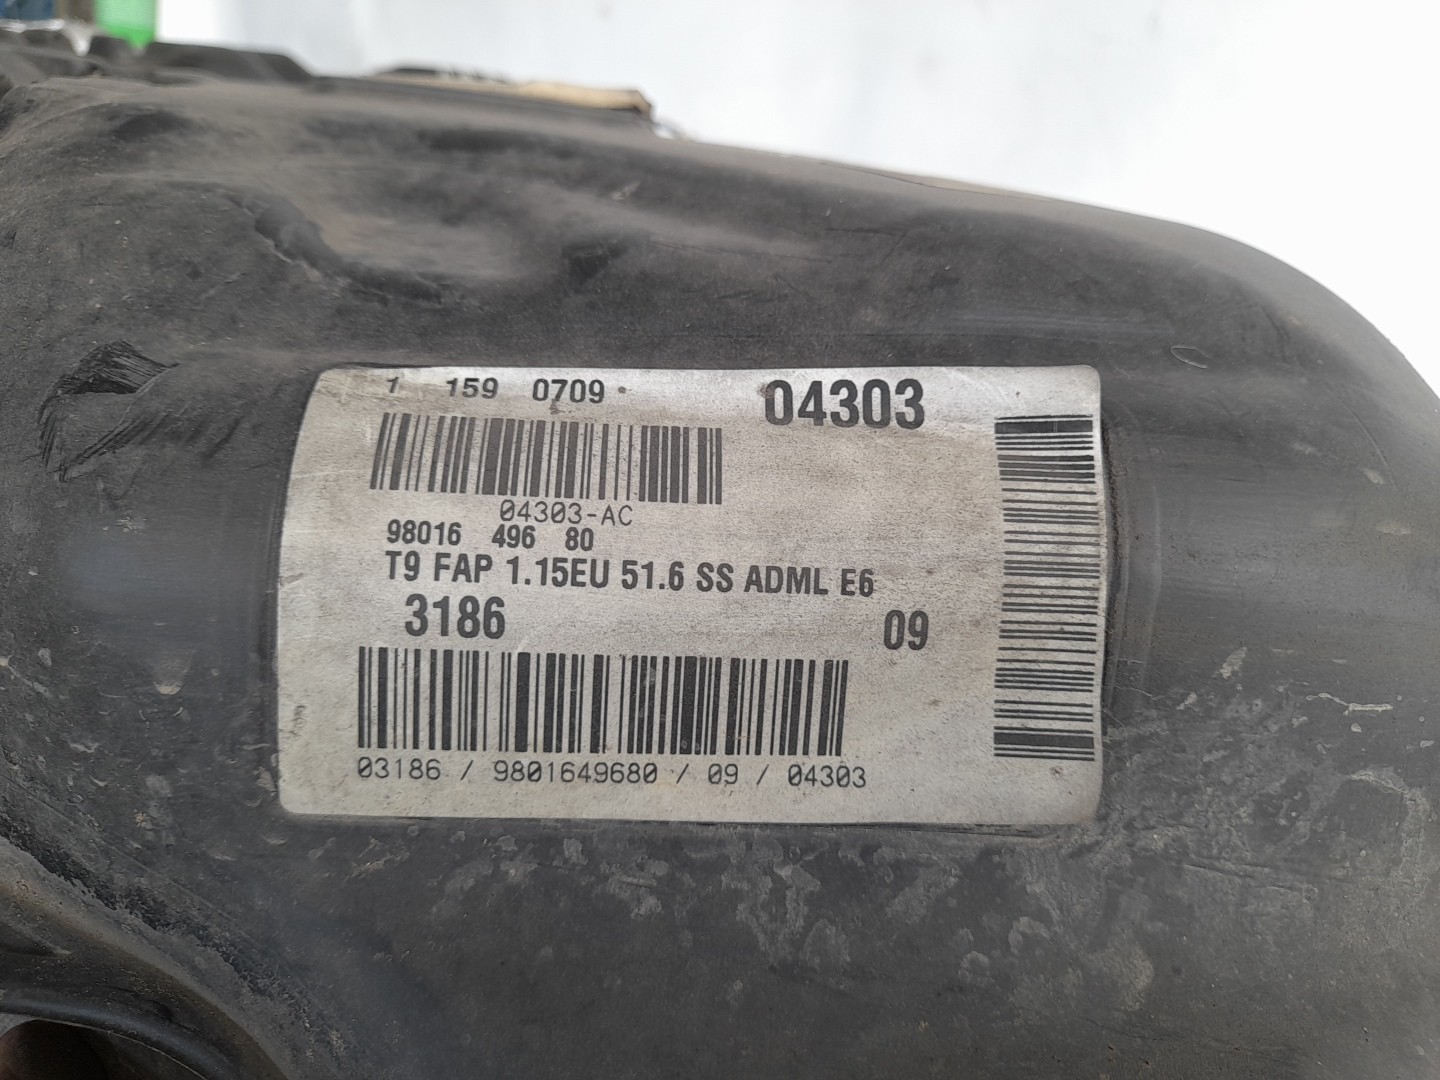 1 159 0709 04303
04303-AC
98016 496 80
T9 FAP 1.15EU 51.6 SS ADML E6
3186 09
03186 / 9801649680 / 09 / 04303